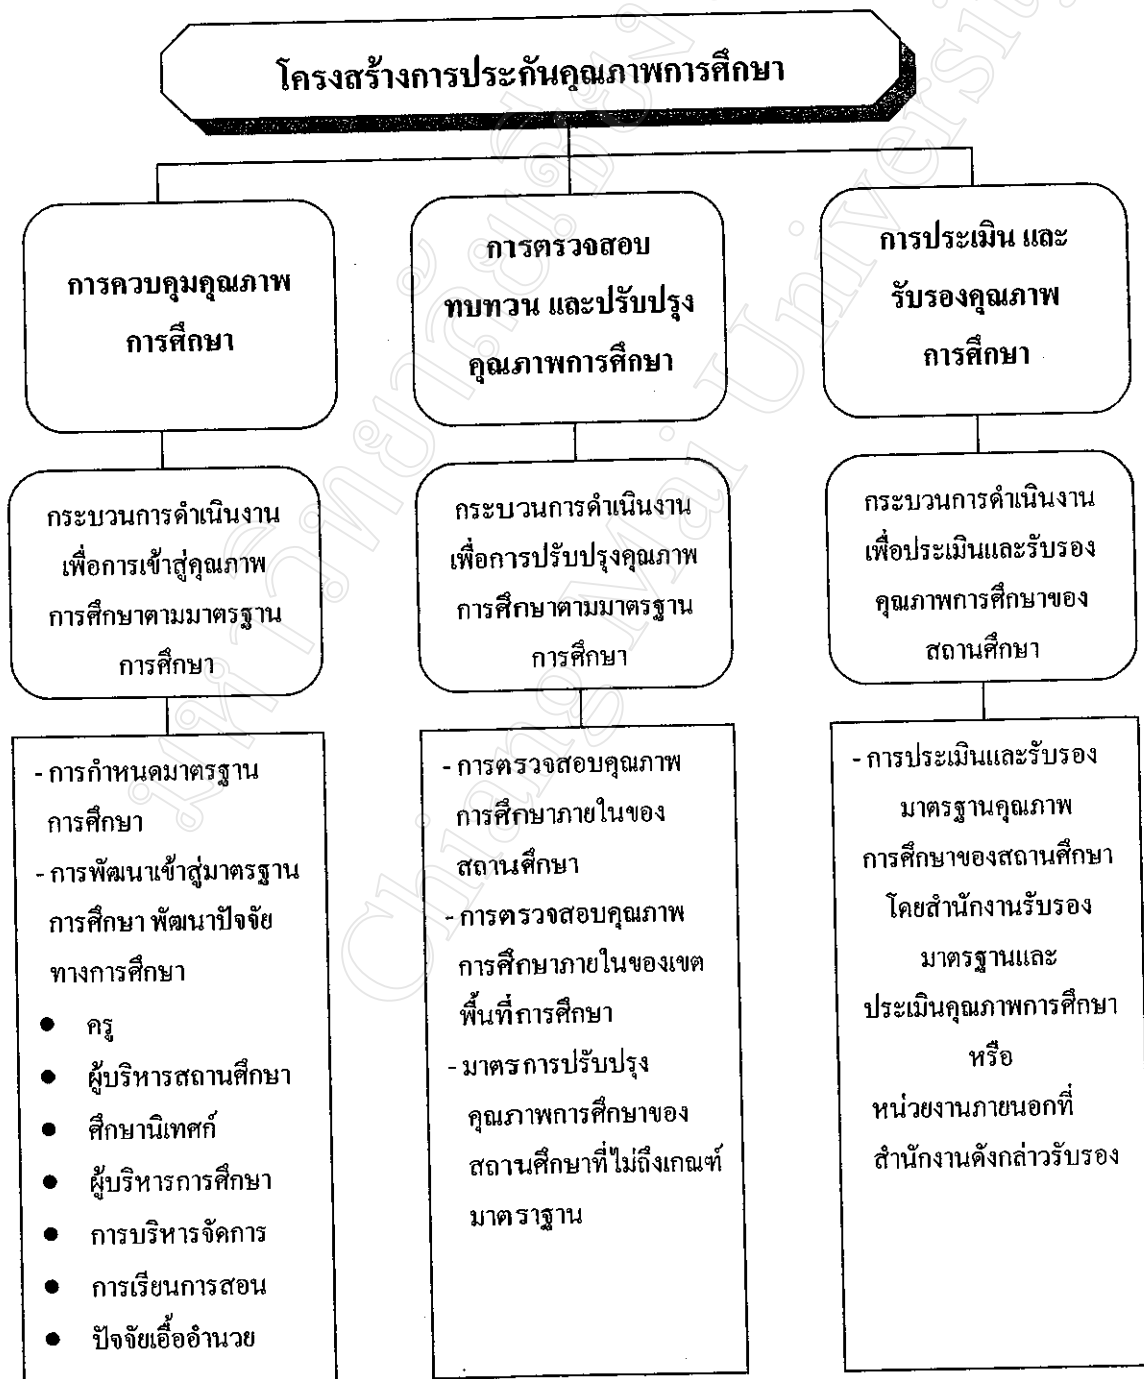 โครงสร้างการประกันคุณภาพการศึกษา
การควบคุมคุณภาพ
การศึกษา
การตรวจสอบ
ทบทวน และปรับปรุง
คุณภาพการศึกษา
การประเมิน และ
รับรองคุณภาพ
การศึกษา
กระบวนการดำเนินงาน
เพื่อการเข้าสู่คุณภาพ
การศึกษาตามมาตรฐาน
การศึกษา
กระบวนการดำเนินงาน
เพื่อการปรับปรุงคุณภาพ
การศึกษาตามมาตรฐาน
การศึกษา
กระบวนการดำเนินงาน
เพื่อประเมินและรับรอง
คุณภาพการศึกษาของ
สถานศึกษา
- การกำหนดมาตรฐาน
การศึกษา
- การพัฒนาเข้าสู่มาตรฐาน
การศึกษา พัฒนาปัจจัย
ทางการศึกษา
● ครู
● ผู้บริหารสถานศึกษา
● ศึกษานิเทศก์
● ผู้บริหารการศึกษา
● การบริหารจัดการ
● การเรียนการสอน
● ปัจจัยเอื้ออำนวย
- การตรวจสอบคุณภาพ
การศึกษาภายในของ
สถานศึกษา
- การตรวจสอบคุณภาพ
การศึกษาภายในของเขต
พื้นที่การศึกษา
- มาตรการปรับปรุง
คุณภาพการศึกษาของ
สถานศึกษาที่ไม่ถึงเกณฑ์
มาตราฐาน
- การประเมินและรับรอง
มาตรฐานคุณภาพ
การศึกษาของสถานศึกษา
โดยสำนักงานรับรอง
มาตรฐานและ
ประเมินคุณภาพการศึกษา
หรือ
หน่วยงานภายนอกที่
สำนักงานดังกล่าวรับรอง
Chiang Mai University